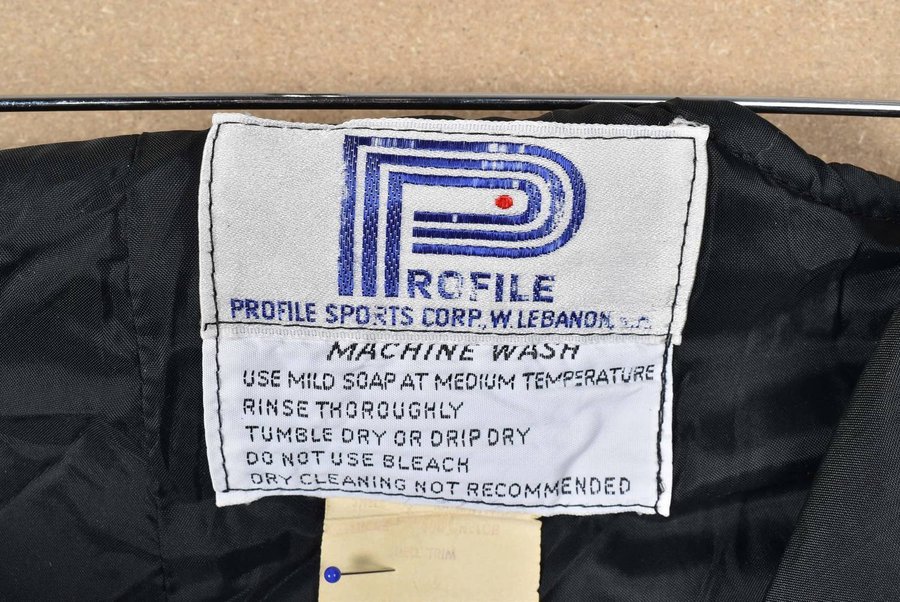 PROFILE
PROFILE SPORTS CORP., W. LEBANON,
MACHINE WASH
USE MILD SOAP AT MEDIUM TEMPERATURE
RINSE THOROUGHLY
TUMBLE DRY OR DRIP DRY
DO NOT USE BLEACH
DRY CLEANING NOT RECOMMENDED
TRIM